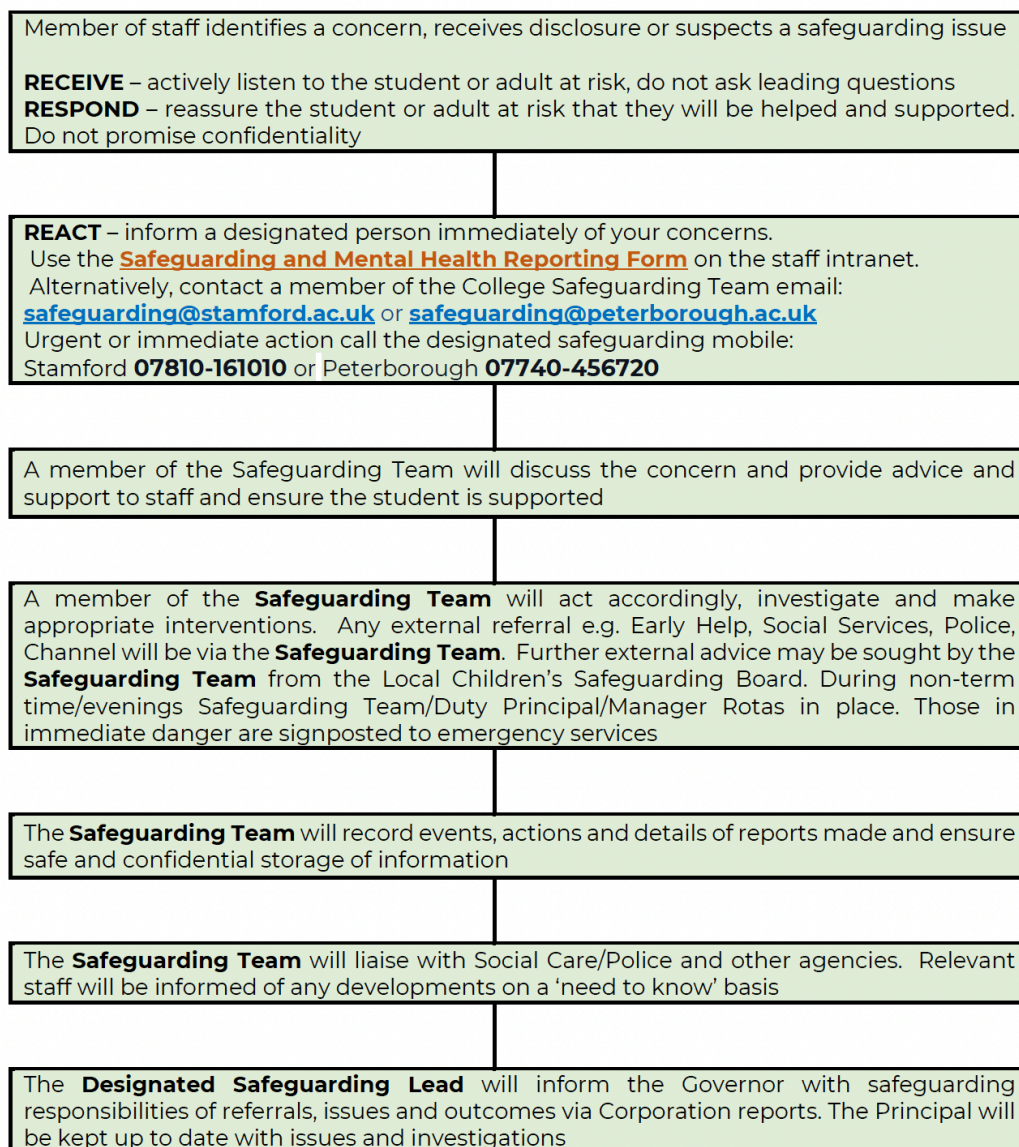 Member of staff identifies a concern, receives disclosure or suspects a safeguarding issue
RECEIVE – actively listen to the student or adult at risk, do not ask leading questions
RESPOND – reassure the student or adult at risk that they will be helped and supported.
Do not promise confidentiality
REACT – inform a designated person immediately of your concerns.
Use the Safeguarding and Mental Health Reporting Form on the staff intranet.
Alternatively, contact a member of the College Safeguarding Team email:
safeguarding@stamford.ac.uk or safeguarding@peterborough.ac.uk
Urgent or immediate action call the designated safeguarding mobile:
Stamford 07810-161010 or Peterborough 07740-456720
A member of the Safeguarding Team will discuss the concern and provide advice and
support to staff and ensure the student is supported
A member of the Safeguarding Team will act accordingly, investigate and make
appropriate interventions. Any external referral e.g. Early Help, Social Services, Police,
Channel will be via the Safeguarding Team. Further external advice may be sought by the
Safeguarding Team from the Local Children's Safeguarding Board. During non-term
time/evenings Safeguarding Team/Duty Principal/Manager Rotas in place. Those in
immediate danger are signposted to emergency services
The Safeguarding Team will record events, actions and details of reports made and ensure
safe and confidential storage of information
The Safeguarding Team will liaise with Social Care/Police and other agencies. Relevant
staff will be informed of any developments on a 'need to know' basis
The Designated Safeguarding Lead will inform the Governor with safeguarding
responsibilities of referrals, issues and outcomes via Corporation reports. The Principal will
be kept up to date with issues and investigations